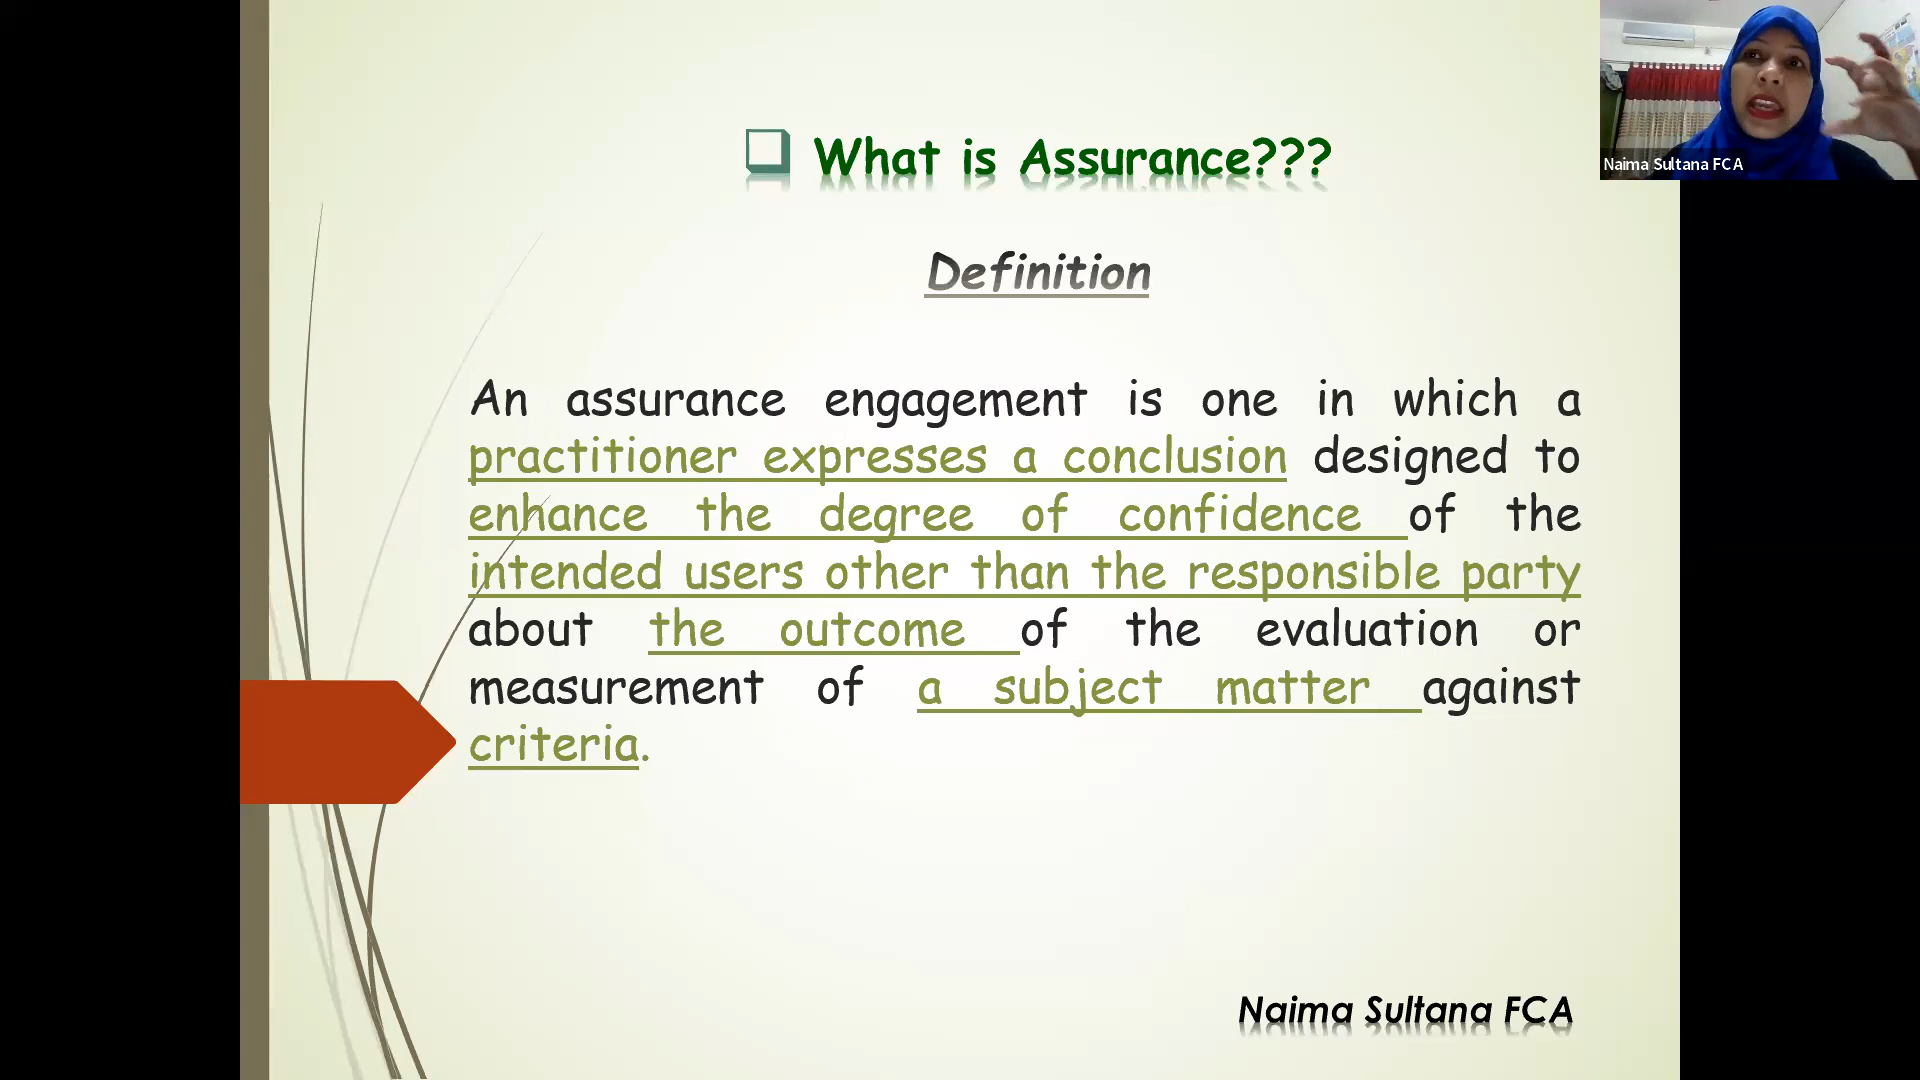 What is Assurance???
Naima Sultana FCA
Definition
An assurance engagement is one in which a
practitioner expresses a conclusion designed to
enhance the degree of confidence of the
intended users other than the responsible party
about the outcome of the evaluation or
measurement of a subject matter against
criteria.
Naima Sultana FCA